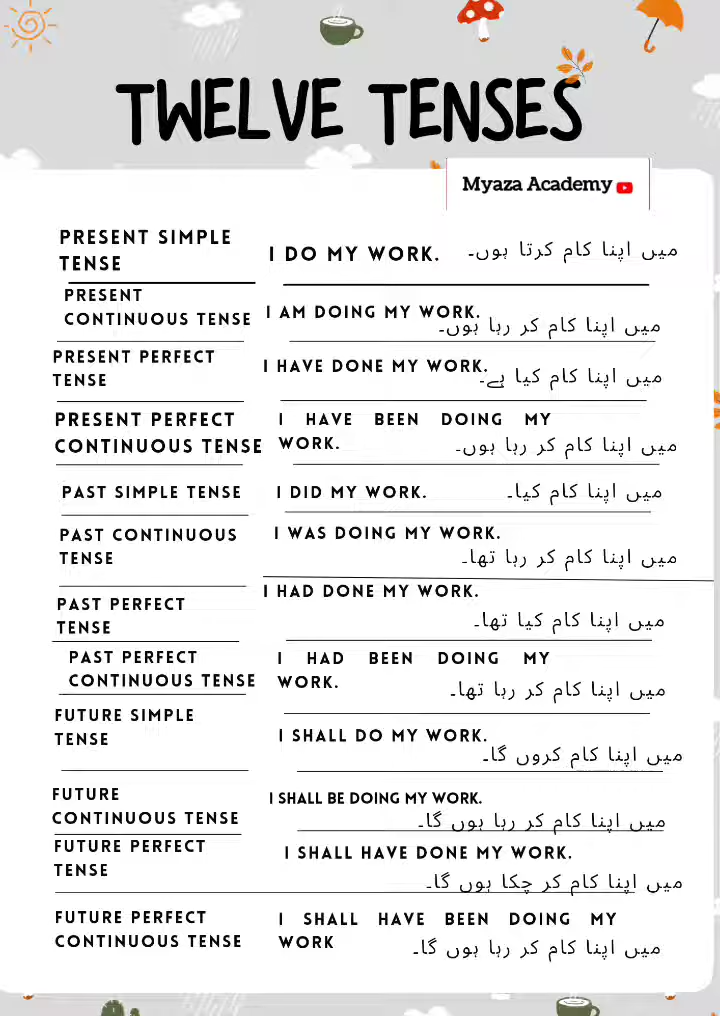 TWELVE TENSES
Myaza Academy
PRESENT SIMPLE
TENSE
I DO MY WORK.
میں اپنا کام کرتا ہوں۔
PRESENT
CONTINUOUS TENSE
I AM DOING MY WORK.
میں اپنا کام کر رہا ہوں۔
PRESENT PERFECT
TENSE
I HAVE DONE MY WORK.
میں اپنا کام کیا ہے۔
PRESENT PERFECT
CONTINUOUS TENSE
I HAVE BEEN DOING MY
WORK.
میں اپنا کام کر رہا ہوں۔
PAST SIMPLE TENSE
I DID MY WORK.
میں اپنا کام کیا۔
PAST CONTINUOUS
TENSE
I WAS DOING MY WORK.
میں اپنا کام کر رہا تھا۔
PAST PERFECT
TENSE
I HAD DONE MY WORK.
میں اپنا کام کیا تھا۔
PAST PERFECT
CONTINUOUS TENSE
I HAD BEEN DOING MY
WORK.
میں اپنا کام کر رہا تھا۔
FUTURE SIMPLE
TENSE
I SHALL DO MY WORK.
میں اپنا کام کروں گا۔
FUTURE
CONTINUOUS TENSE
I SHALL BE DOING MY WORK.
میں اپنا کام کر رہا ہوں گا۔
FUTURE PERFECT
TENSE
I SHALL HAVE DONE MY WORK.
میں اپنا کام کر چکا ہوں گا۔
FUTURE PERFECT
CONTINUOUS TENSE
I SHALL HAVE BEEN DOING MY
WORK
میں اپنا کام کر رہا ہوں گا۔